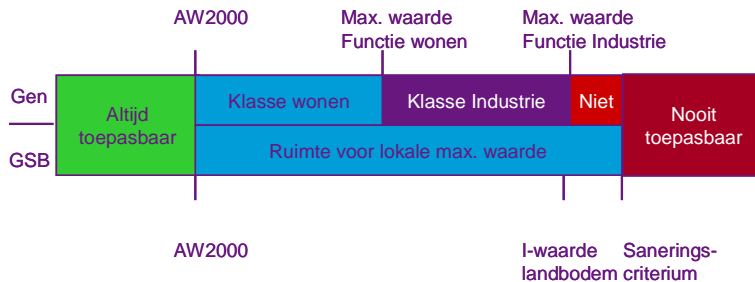 AW2000
Max. waarde
Functie wonen
Max. waarde
Functie Industrie
Gen
GSB
Altijd
toepasbaar
Klasse wonen
Klasse Industrie
Niet
Nooit
toepasbaar
Ruimte voor lokale max. waarde
AW2000
I-waarde
landbodem
Sanerings-
criterium